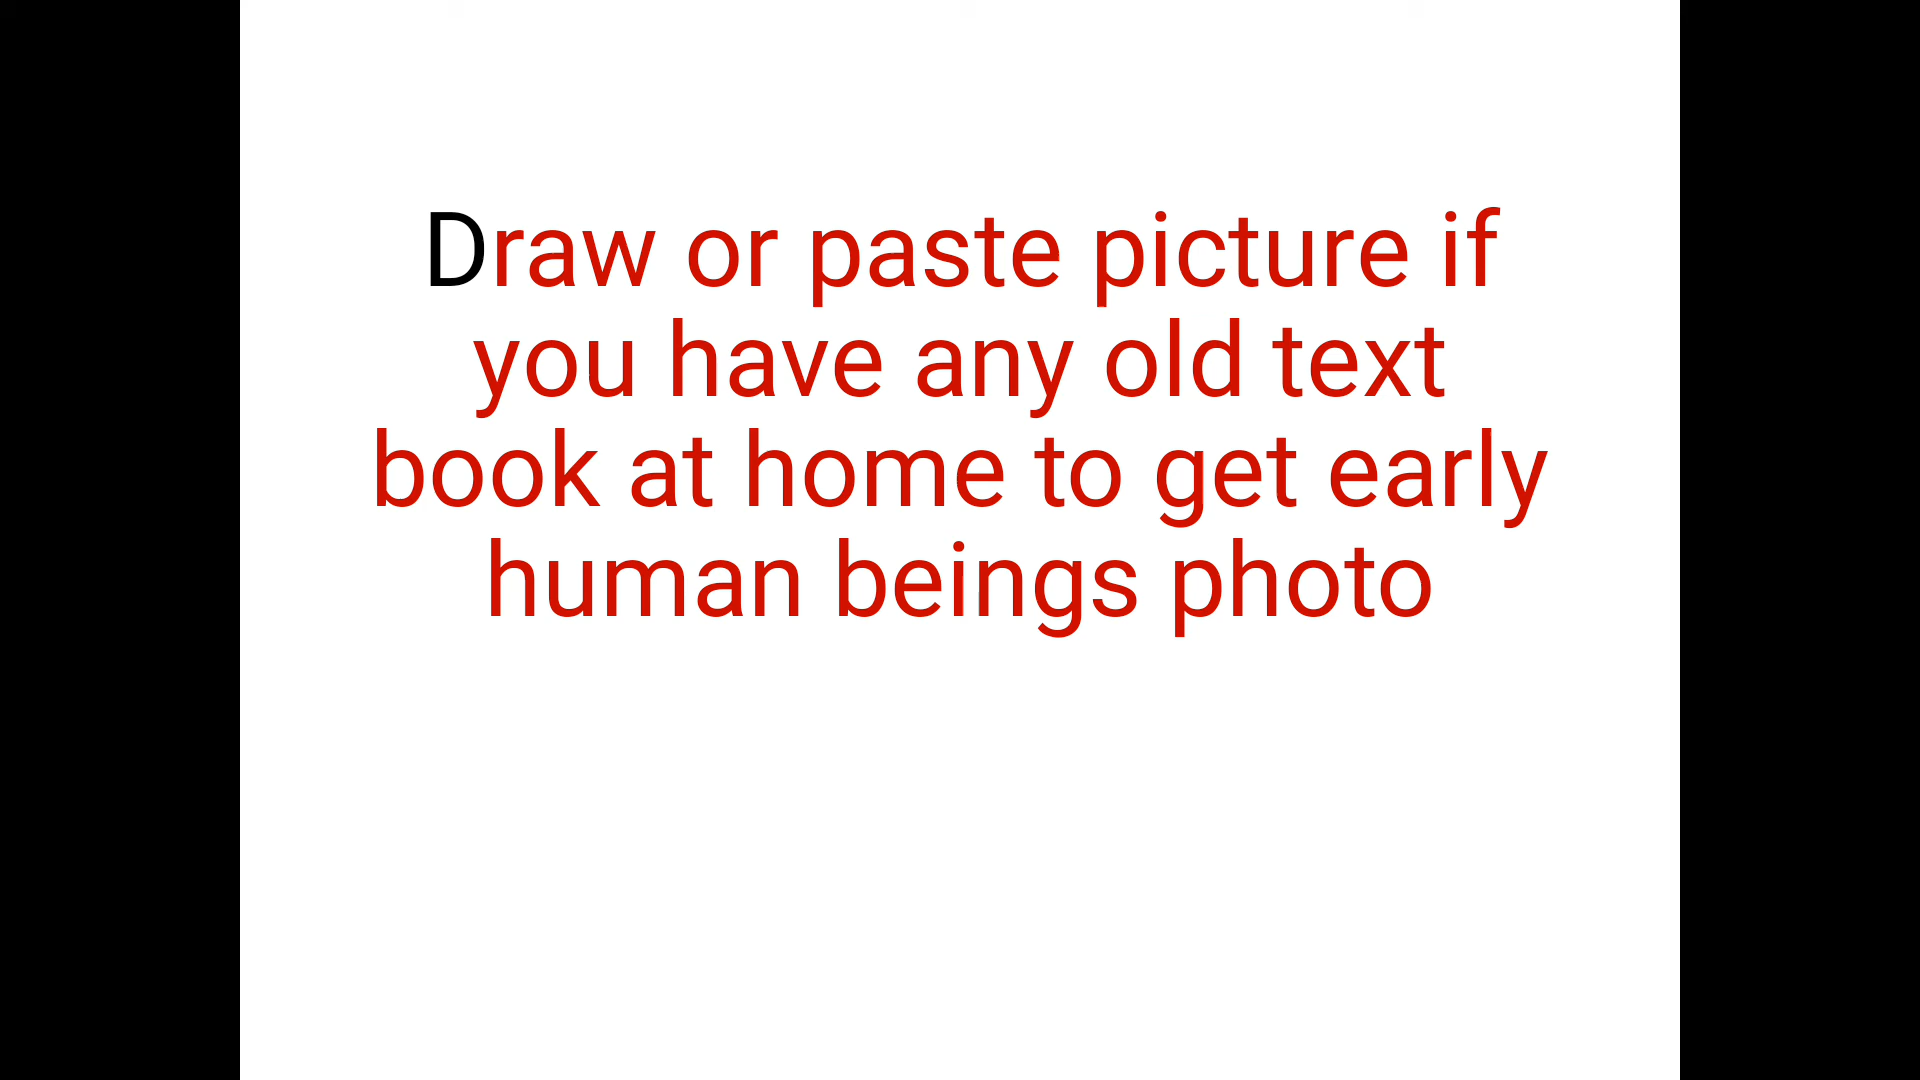 Draw or paste picture if
you have any old text
book at home to get early
human beings photo